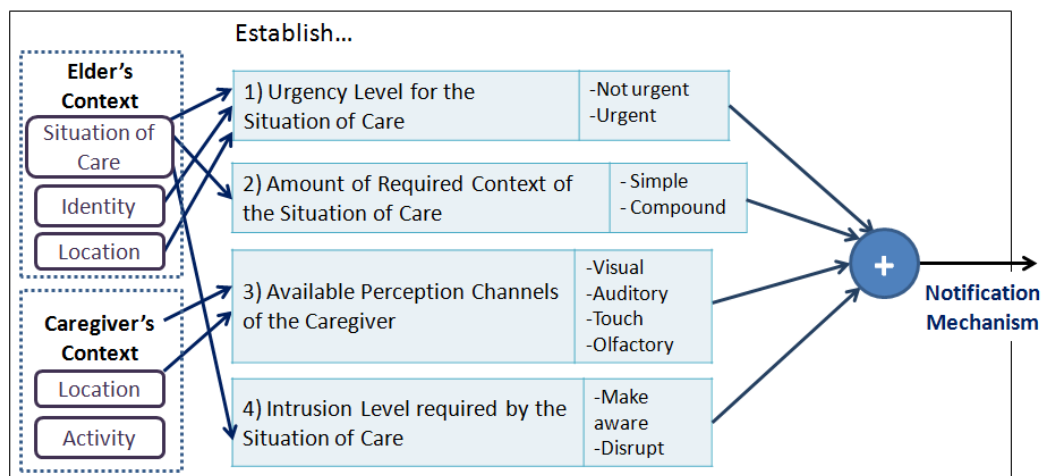 Establish...
Elder's
Context
Situation of
Care
Identity
Location
Caregiver's
Context
Location
Activity
1) Urgency Level for the
Situation of Care
-Not urgent
-Urgent
2) Amount of Required Context of
the Situation of Care
- Simple
- Compound
3) Available Perception Channels
of the Caregiver
-Visual
-Auditory
-Touch
-Olfactory
4) Intrusion Level required by the
Situation of Care
-Make
aware
-Disrupt
+
Notification
Mechanism